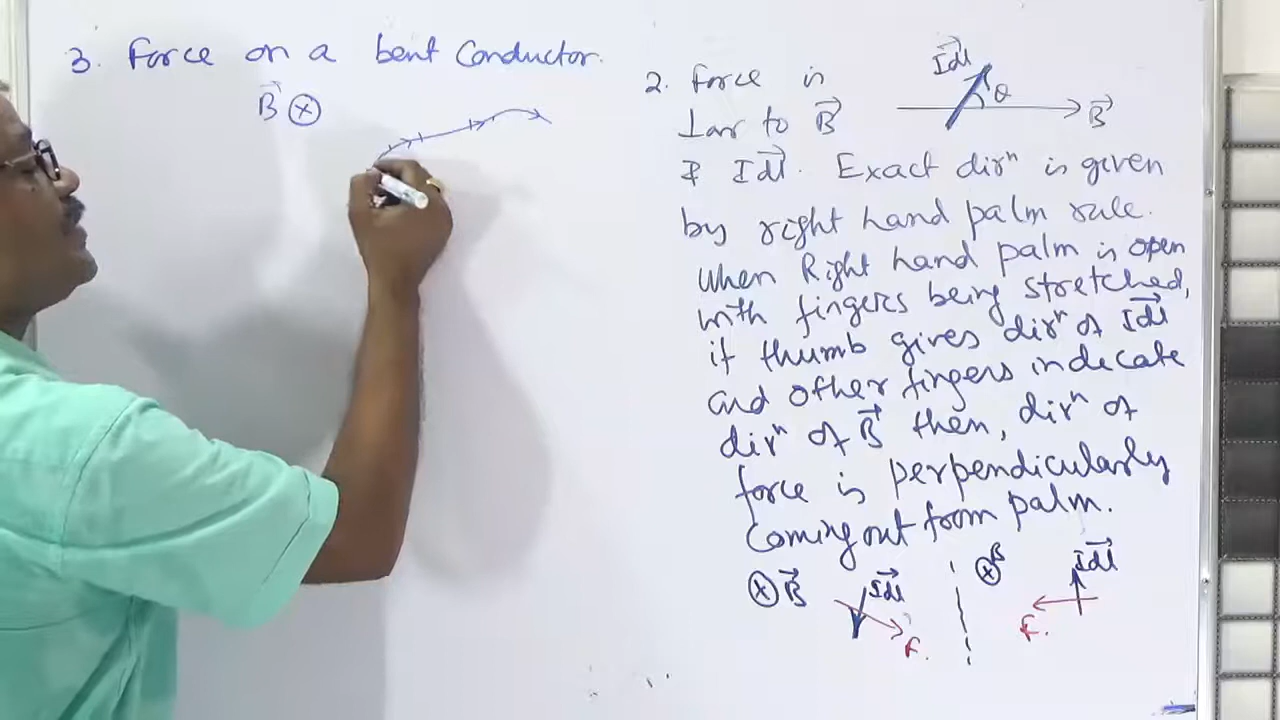 3. Force on a bent Conductor.
B⃗ ⊗
2. Force is
⊥ar to B⃗
& Idl⃗. Exact dirⁿ is given
by right hand palm rule.
When Right hand palm is open
with fingers being stretched,
if thumb gives dirⁿ of Idl⃗
and other fingers indecate
dirⁿ of B⃗ then, dirⁿ of
force is perpendicularly
Coming out from palm.
Idl⃗
θ
B⃗
⊗ B⃗
Idl⃗
F.
⊗ B
Idl⃗
F.